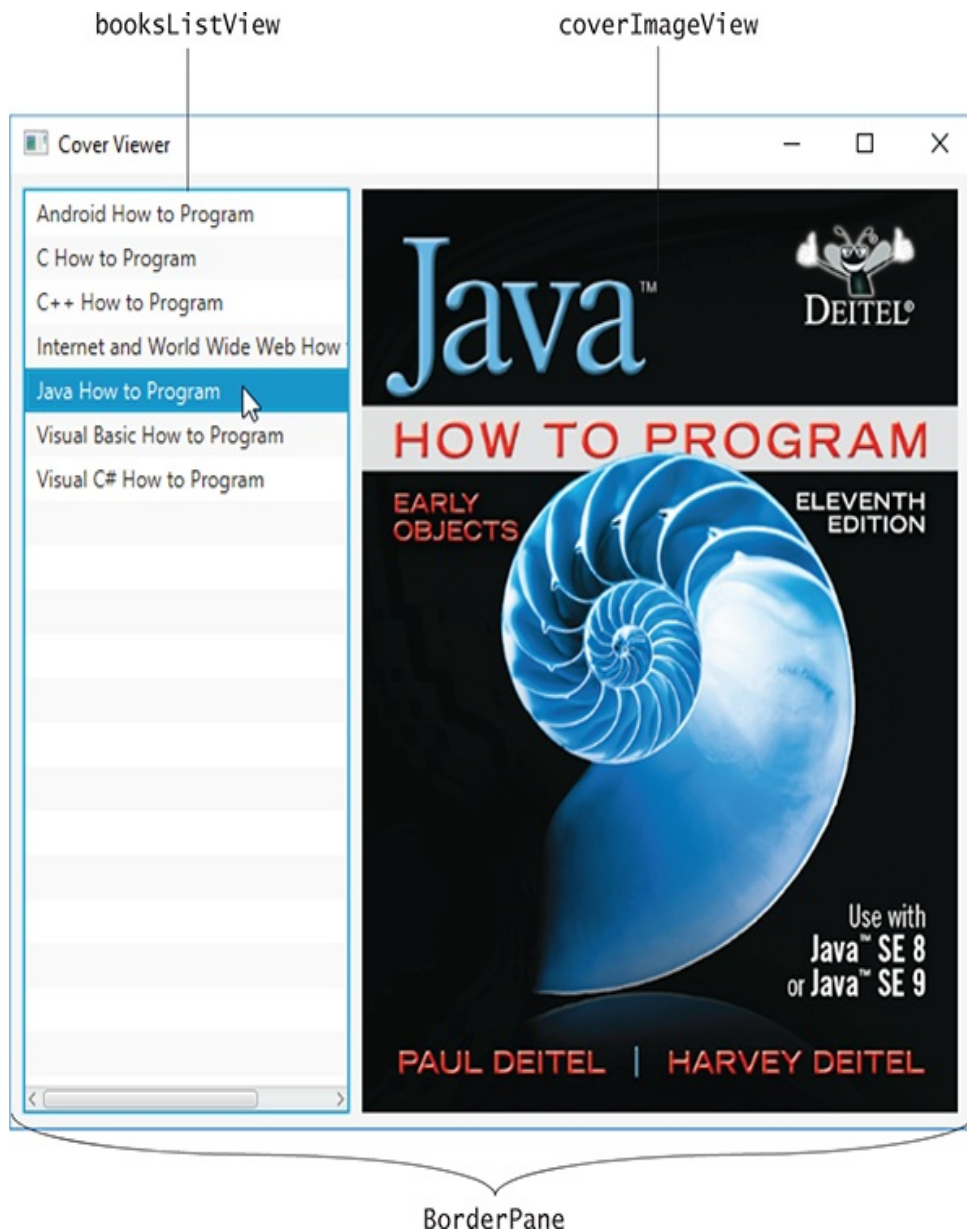 booksListView coverImageView
Cover Viewer
Android How to Program
C How to Program
C++ How to Program
Internet and World Wide Web How
Java How to Program
Visual Basic How to Program
Visual C# How to Program
Java™
DEITEL®
HOW TO PROGRAM
EARLY
OBJECTS
ELEVENTH
EDITION
Use with
Java™ SE 8
or Java™ SE 9
PAUL DEITEL | HARVEY DEITEL
BorderPane